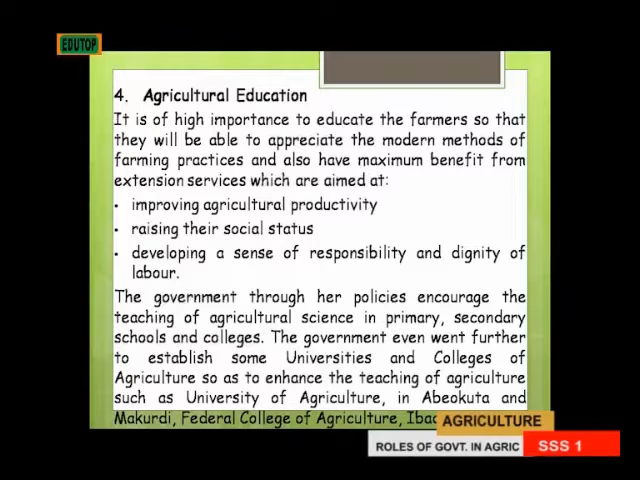 EDUTOP
4. Agricultural Education
It is of high importance to educate the farmers so that
they will be able to appreciate the modern methods of
farming practices and also have maximum benefit from
extension services which are aimed at:
• improving agricultural productivity
• raising their social status
• developing a sense of responsibility and dignity of
labour.
The government through her policies encourage the
teaching of agricultural science in primary, secondary
schools and colleges. The government even went further
to establish some Universities and Colleges of
Agriculture so as to enhance the teaching of agriculture
such as University of Agriculture, in Abeokuta and
Makurdi, Federal College of Agriculture,
AGRICULTURE
ROLES OF GOVT. IN AGRIC SSS 1